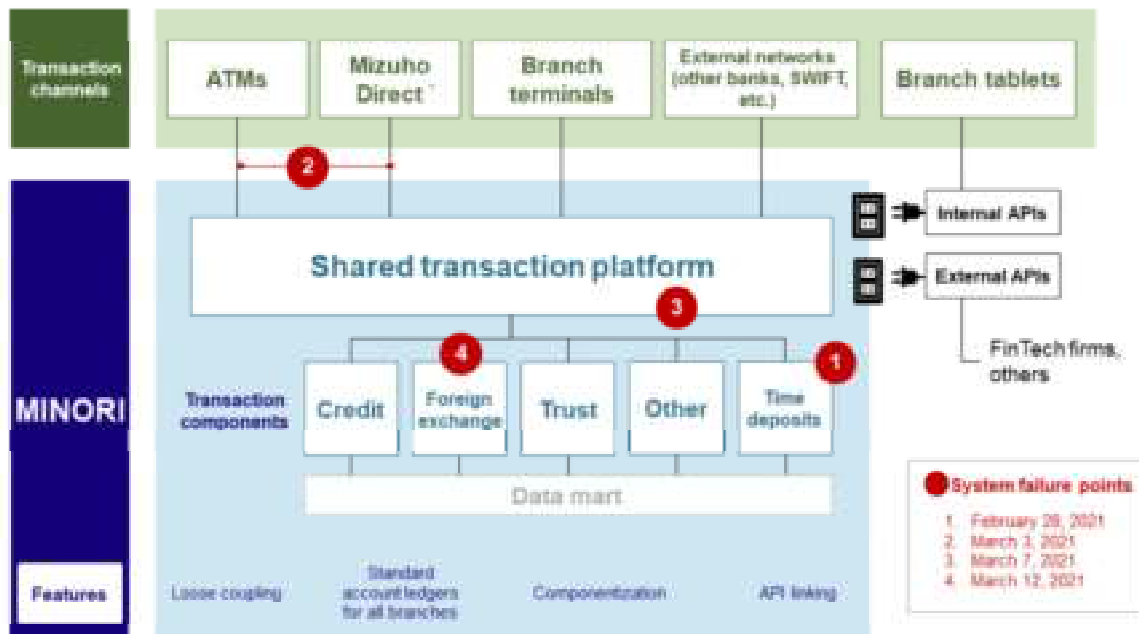 Transaction
channels
ATMs
Mizuho
Direct
Branch
terminals
External networks
(other banks, SWIFT,
etc.)
Branch tablets
2
MINORI
Shared transaction platform
Internal APIs
External APIs
FinTech firms,
others
3
4
1
Transaction
components
Credit
Foreign
exchange
Trust
Other
Time
deposits
Data mart
System failure points
1. February 28, 2021
2. March 3, 2021
3. March 7, 2021
4. March 12, 2021
Features
Loose coupling
Standard
account ledgers
for all branches
Componentization
API linking